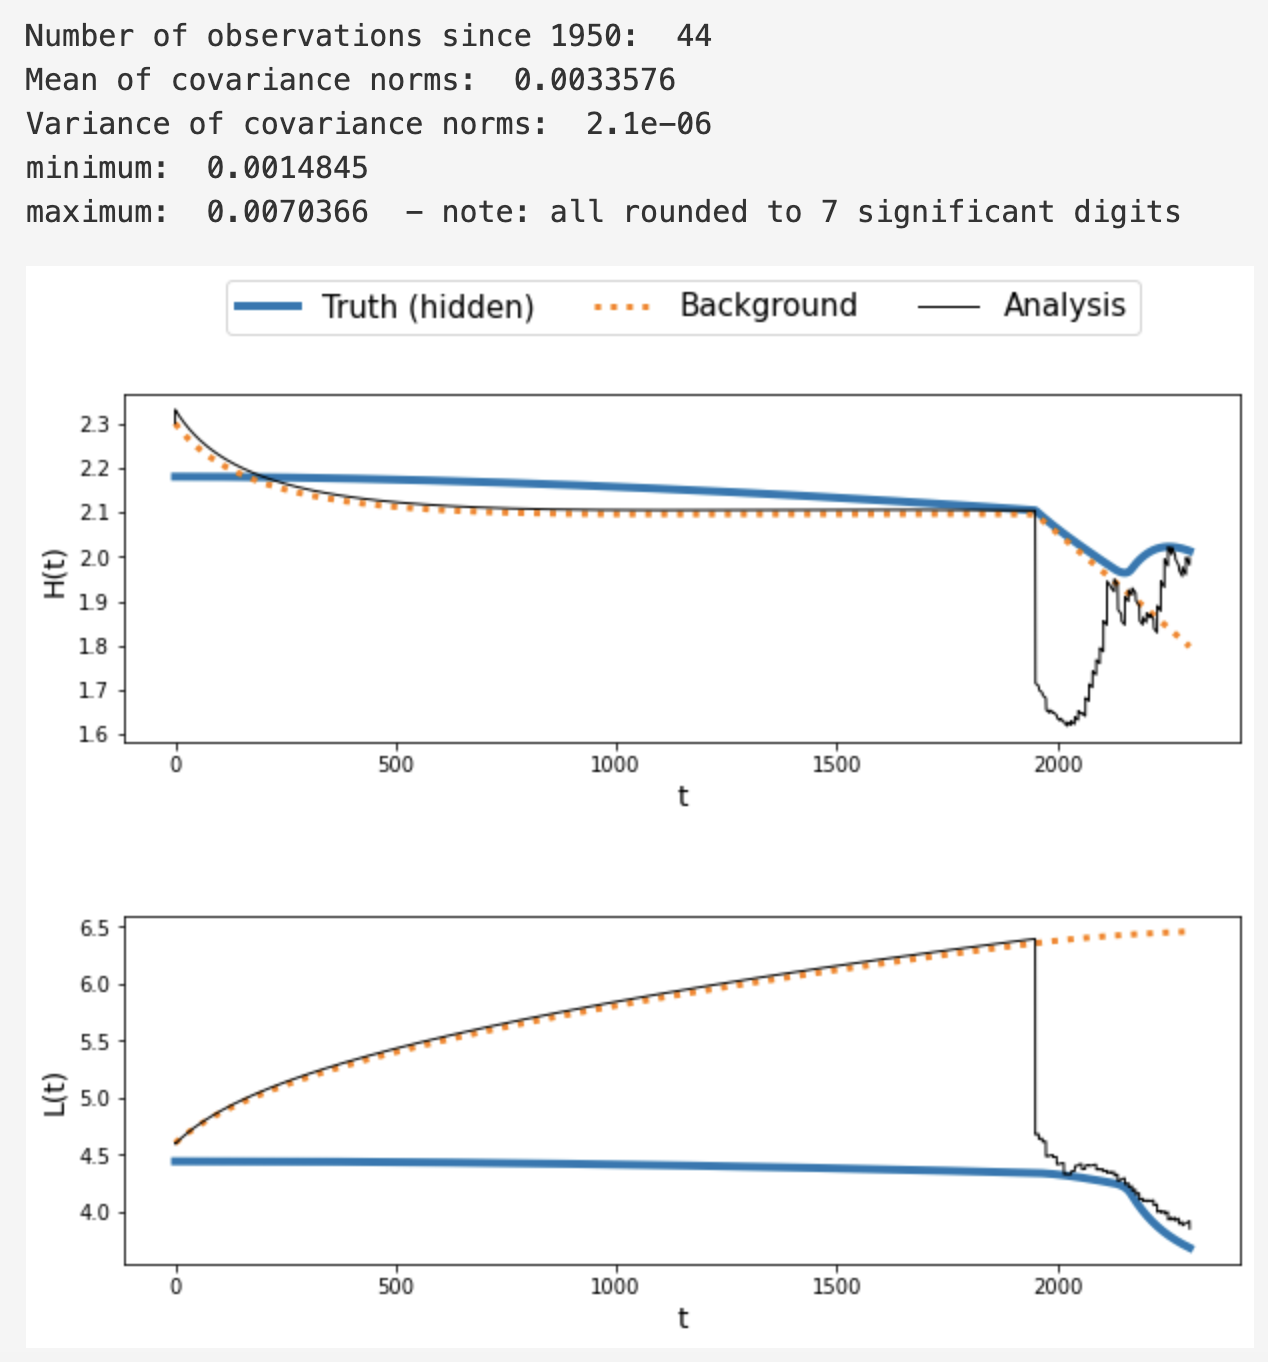 Number of observations since 1950:  44
Mean of covariance norms:  0.0033576
Variance of covariance norms:  2.1e-06
minimum:  0.0014845
maximum:  0.0070366  - note: all rounded to 7 significant digits
Truth (hidden) Background Analysis
2.3
2.2
2.1
2.0
1.9
1.8
1.7
1.6
H(t)
0 500 1000 1500 2000
t
6.5
6.0
5.5
5.0
4.5
4.0
L(t)
0 500 1000 1500 2000
t